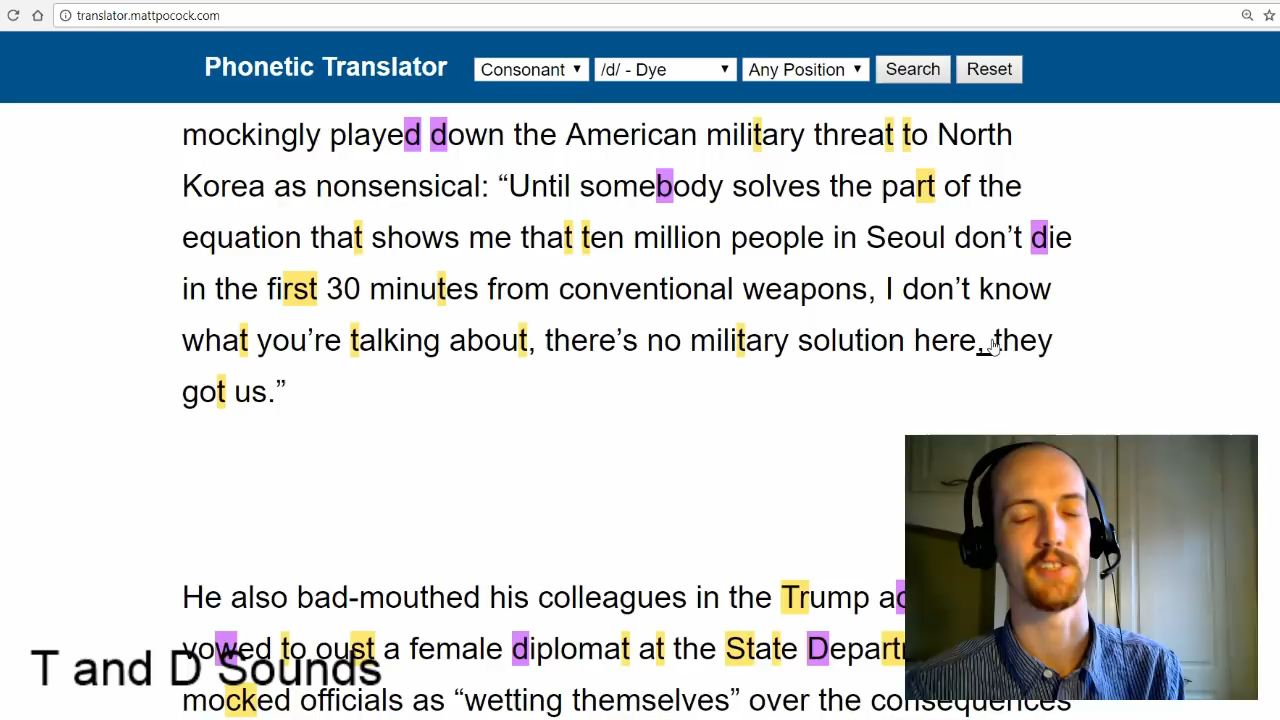 translator.mattpocock.com
Phonetic Translator Consonant /d/ - Dye Any Position Search Reset
mockingly played down the American military threat to North
Korea as nonsensical: “Until somebody solves the part of the
equation that shows me that ten million people in Seoul don’t die
in the first 30 minutes from conventional weapons, I don’t know
what you’re talking about, there’s no military solution here, they
got us.”
He also bad-mouthed his colleagues in the Trump
vowed to oust a female diplomat at the State
mocked officials as “wetting themselves” over the consequences
T and D Sounds